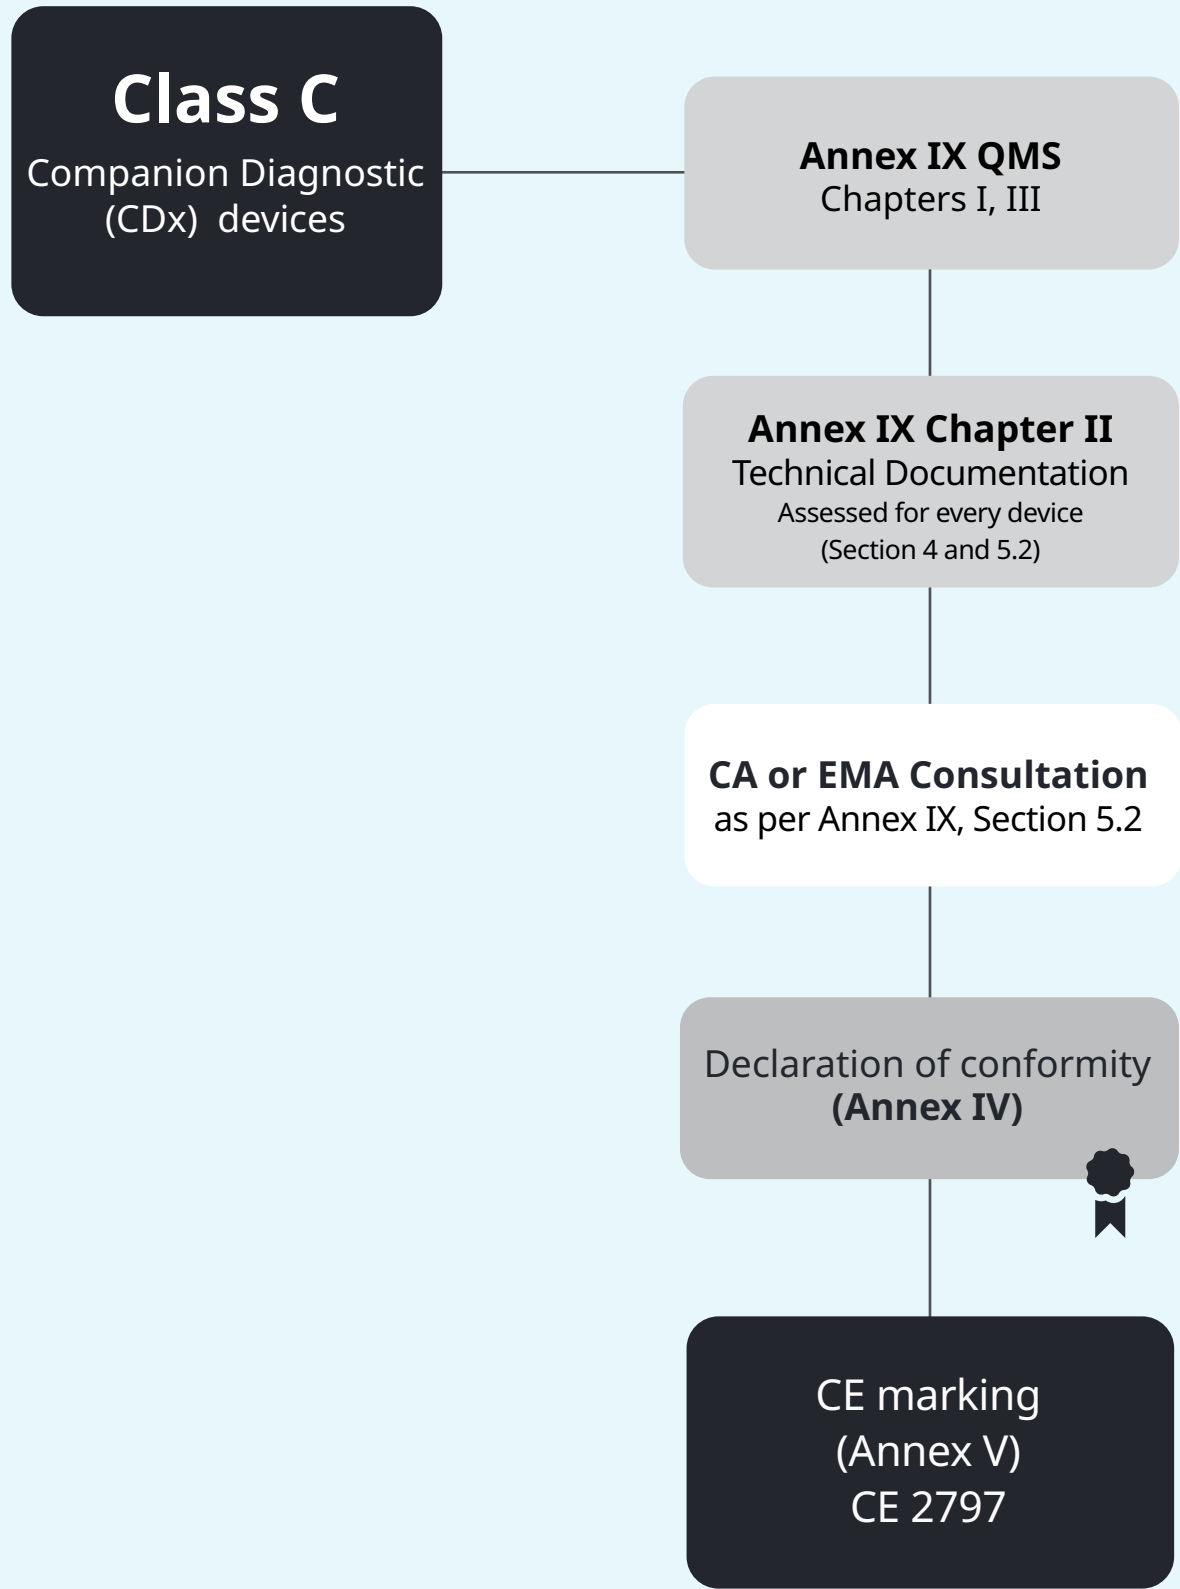 Class C
Companion Diagnostic
(CDx) devices
Annex IX QMS
Chapters I, III
Annex IX Chapter II
Technical Documentation
Assessed for every device
(Section 4 and 5.2)
CA or EMA Consultation
as per Annex IX, Section 5.2
Declaration of conformity
(Annex IV)
CE marking
(Annex V)
CE 2797